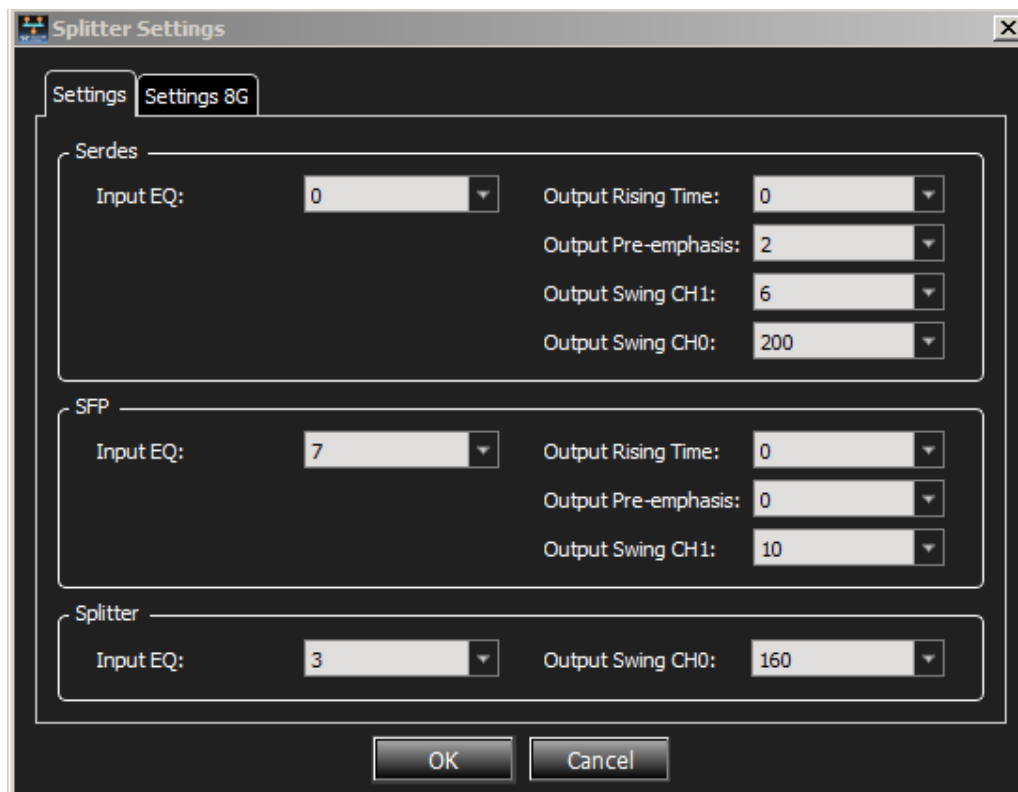 Splitter Settings
Settings Settings 8G
Serdes
Input EQ: 0 Output Rising Time: 0
Output Pre-emphasis: 2
Output Swing CH1: 6
Output Swing CH0: 200
SFP
Input EQ: 7 Output Rising Time: 0
Output Pre-emphasis: 0
Output Swing CH1: 10
Splitter
Input EQ: 3 Output Swing CH0: 160
OK Cancel